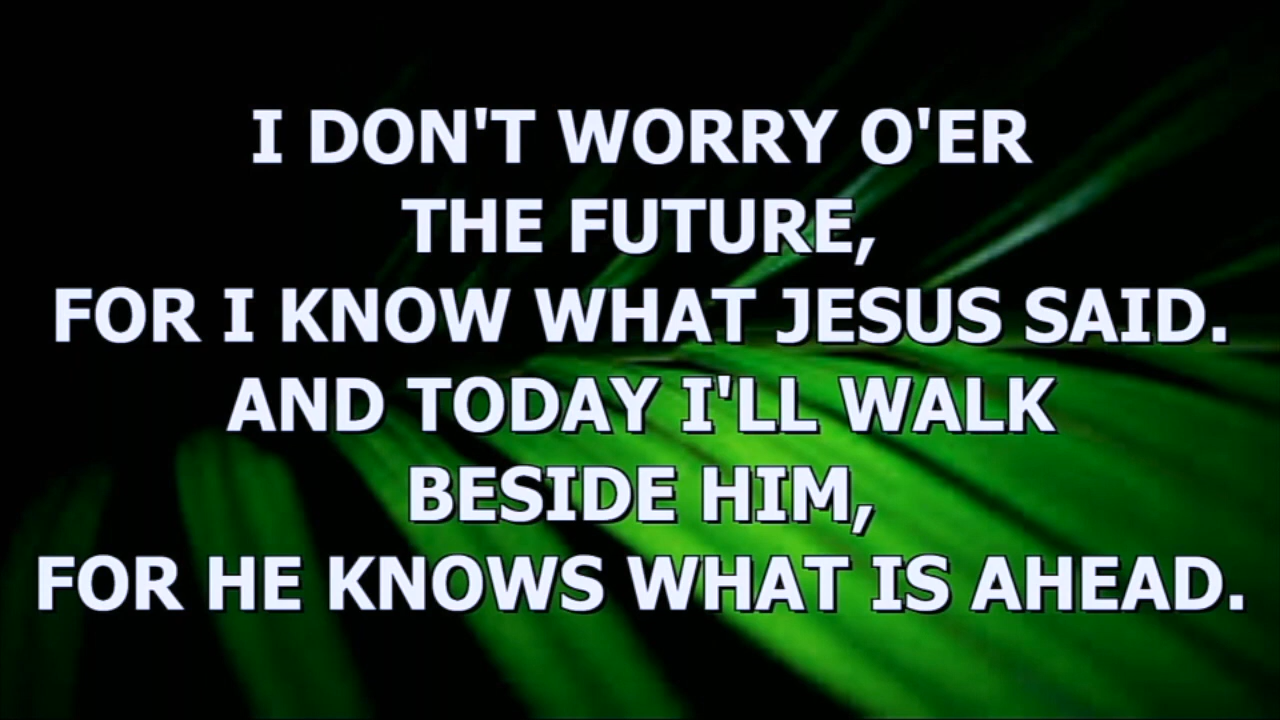 I DON'T WORRY O'ER
THE FUTURE,
FOR I KNOW WHAT JESUS SAID.
AND TODAY I'LL WALK
BESIDE HIM,
FOR HE KNOWS WHAT IS AHEAD.